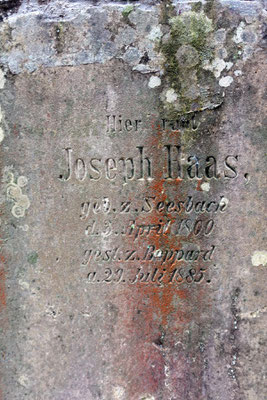 Hier ruht
Joseph Haas,
geb. z. Seesbach
d. 3. April 1800
gest. z. Boppard
a. 29. Juli 1885.